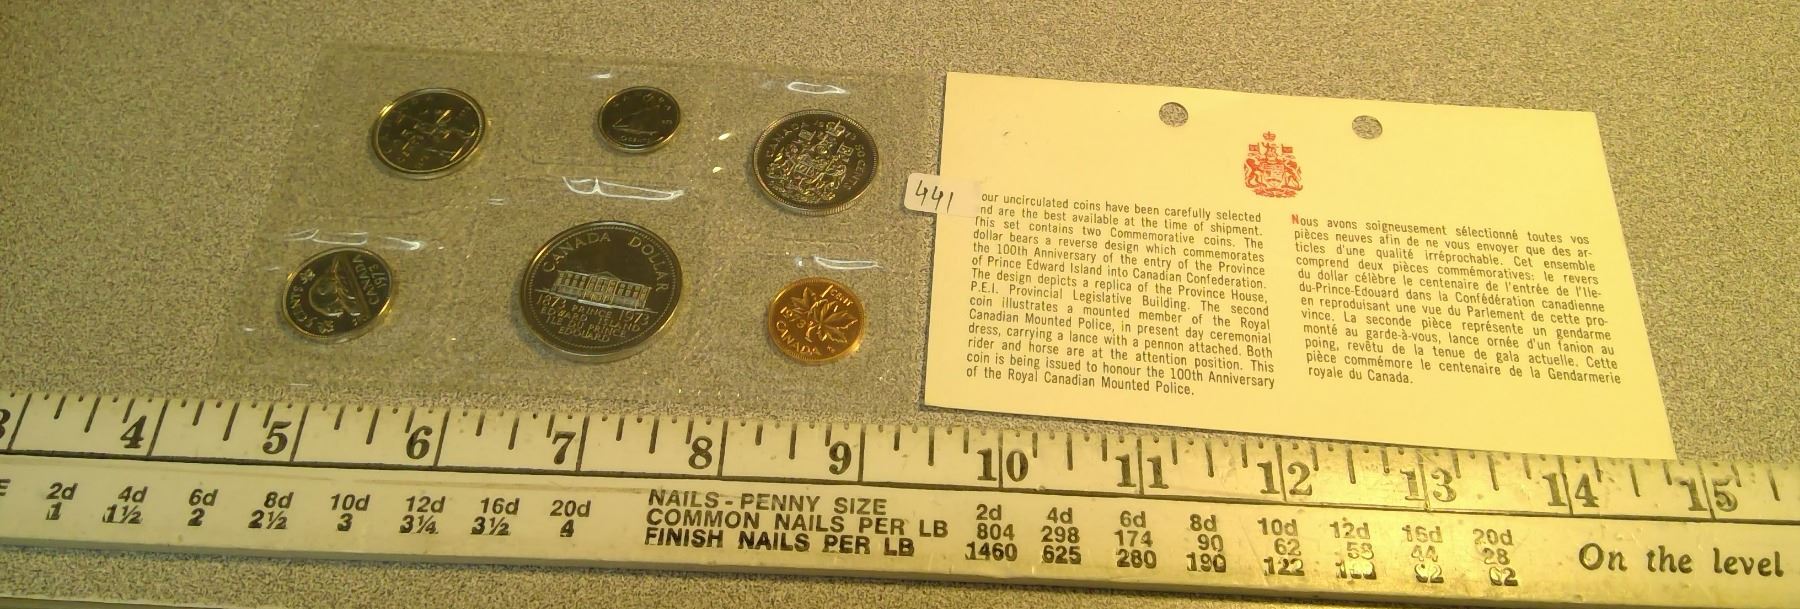 CANADA 1973 50 CENTS
5 CENTS
CANADA
1973
CANADA DOLLAR
1873 1973
PRINCE
EDWARD ISLAND
ILE DU PRINCE
EDOUARD
1 cent
1973
CANADA
441
our uncirculated coins have been carefully selected
nd are the best available at the time of shipment.
This set contains two Commemorative coins. The
dollar bears a reverse design which commemorates
the 100th Anniversary of the entry of the Province
of Prince Edward Island into Canadian Confederation.
The design depicts a replica of the Province House,
P.E.I. Provincial Legislative Building. The second
coin illustrates a mounted member of the Royal
Canadian Mounted Police, in present day ceremonial
dress, carrying a lance with a pennon attached. Both
rider and horse are at the attention position. This
coin is being issued to honour the 100th Anniversary
of the Royal Canadian Mounted Police.
Nous avons soigneusement sélectionné toutes vos
pièces neuves afin de ne vous envoyer que des ar-
ticles d'une qualité irréprochable. Cet ensemble
comprend deux pièces commémoratives: le revers
du dollar célèbre le centenaire de l'entrée de l'Ile-
du-Prince-Edouard dans la Confédération canadienne
en reproduisant une vue du Parlement de cette pro-
vince. La seconde pièce représente un gendarme
monté au garde-à-vous, lance ornée d'un fanion au
poing, revêtu de la tenue de gala actuelle. Cette
pièce commémore le centenaire de la Gendarmerie
royale du Canada.
3 4 5 6 7 8 9 10 11 12 13 14 15
E 2d 4d 6d 8d 10d 12d 16d 20d
1 1½ 2 2½ 3 3¼ 3½ 4
NAILS - PENNY SIZE 2d 4d 6d 8d 10d 12d 16d 20d
COMMON NAILS PER LB 804 298 174 90 62 58 44 28
FINISH NAILS PER LB 1460 625 280 190 122 62
On the level